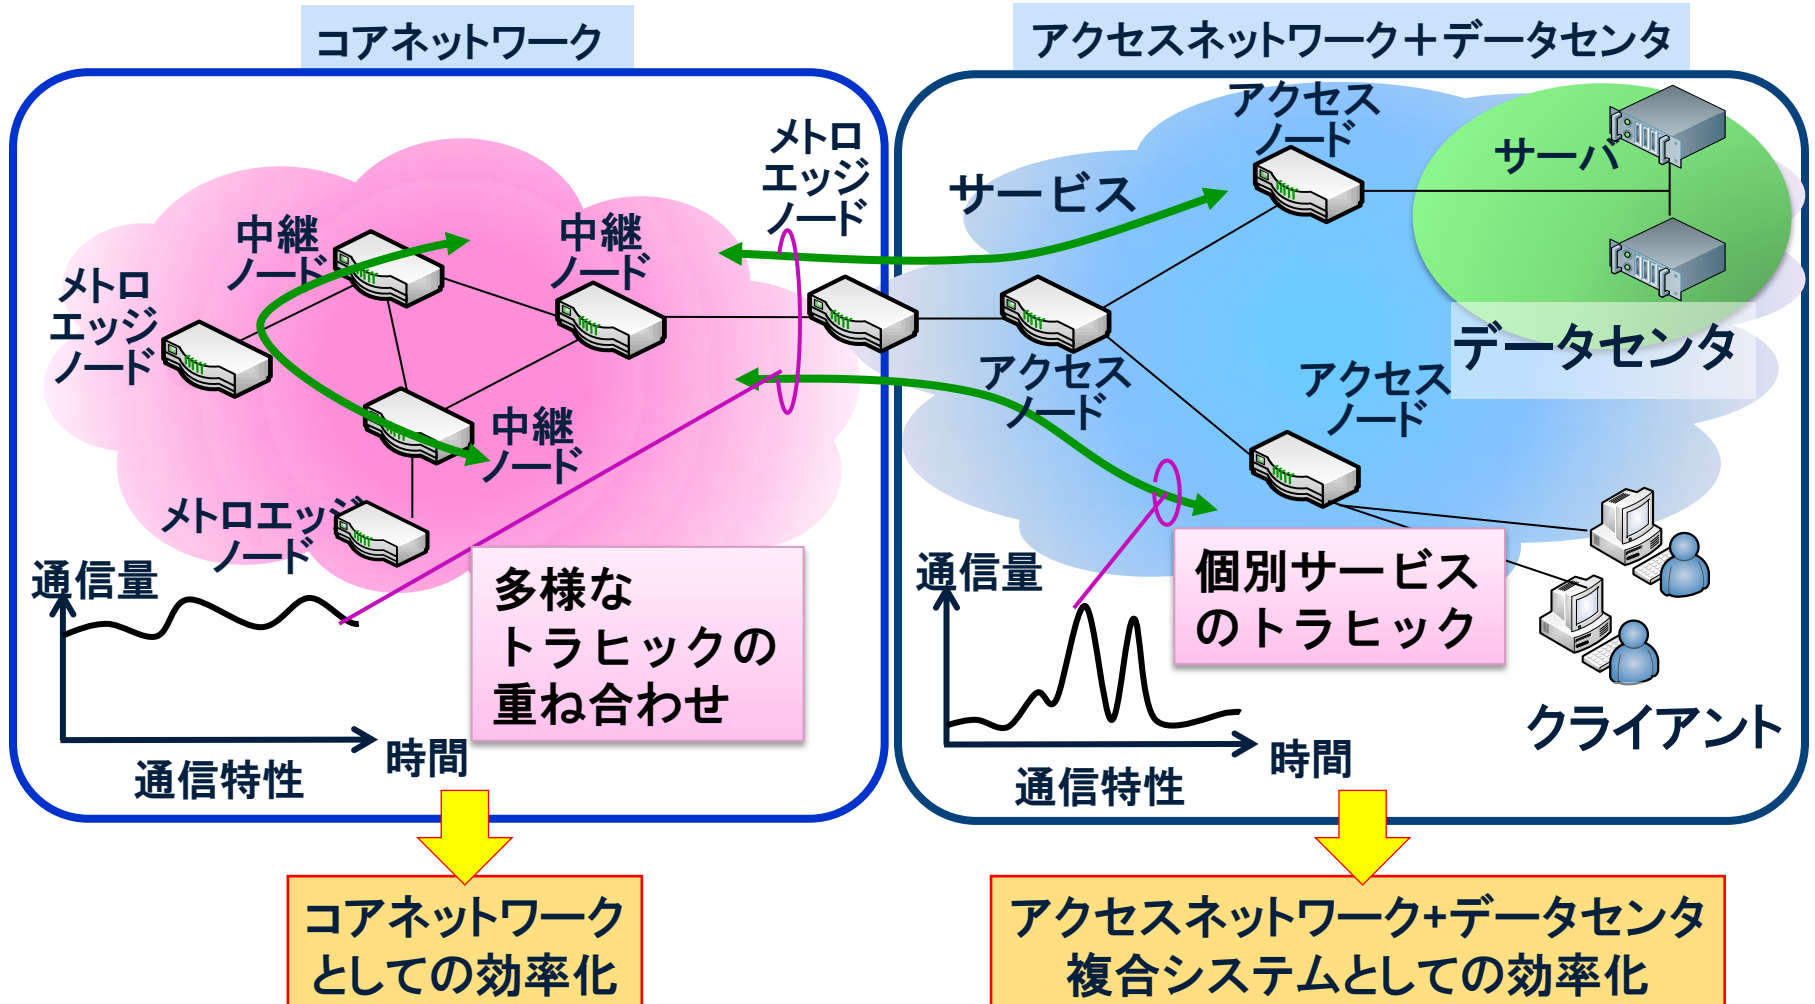 コアネットワーク
アクセスネットワーク＋データセンタ
メトロ
エッジ
ノード
中継
ノード
中継
ノード
メトロ
エッジ
ノード
中継
ノード
メトロエッジ
ノード
通信量
時間
通信特性
多様な
トラヒックの
重ね合わせ
アクセス
ノード
サービス
サーバ
データセンタ
アクセス
ノード
アクセス
ノード
通信量
個別サービス
のトラヒック
時間
通信特性
クライアント
コアネットワーク
としての効率化
アクセスネットワーク+データセンタ
複合システムとしての効率化